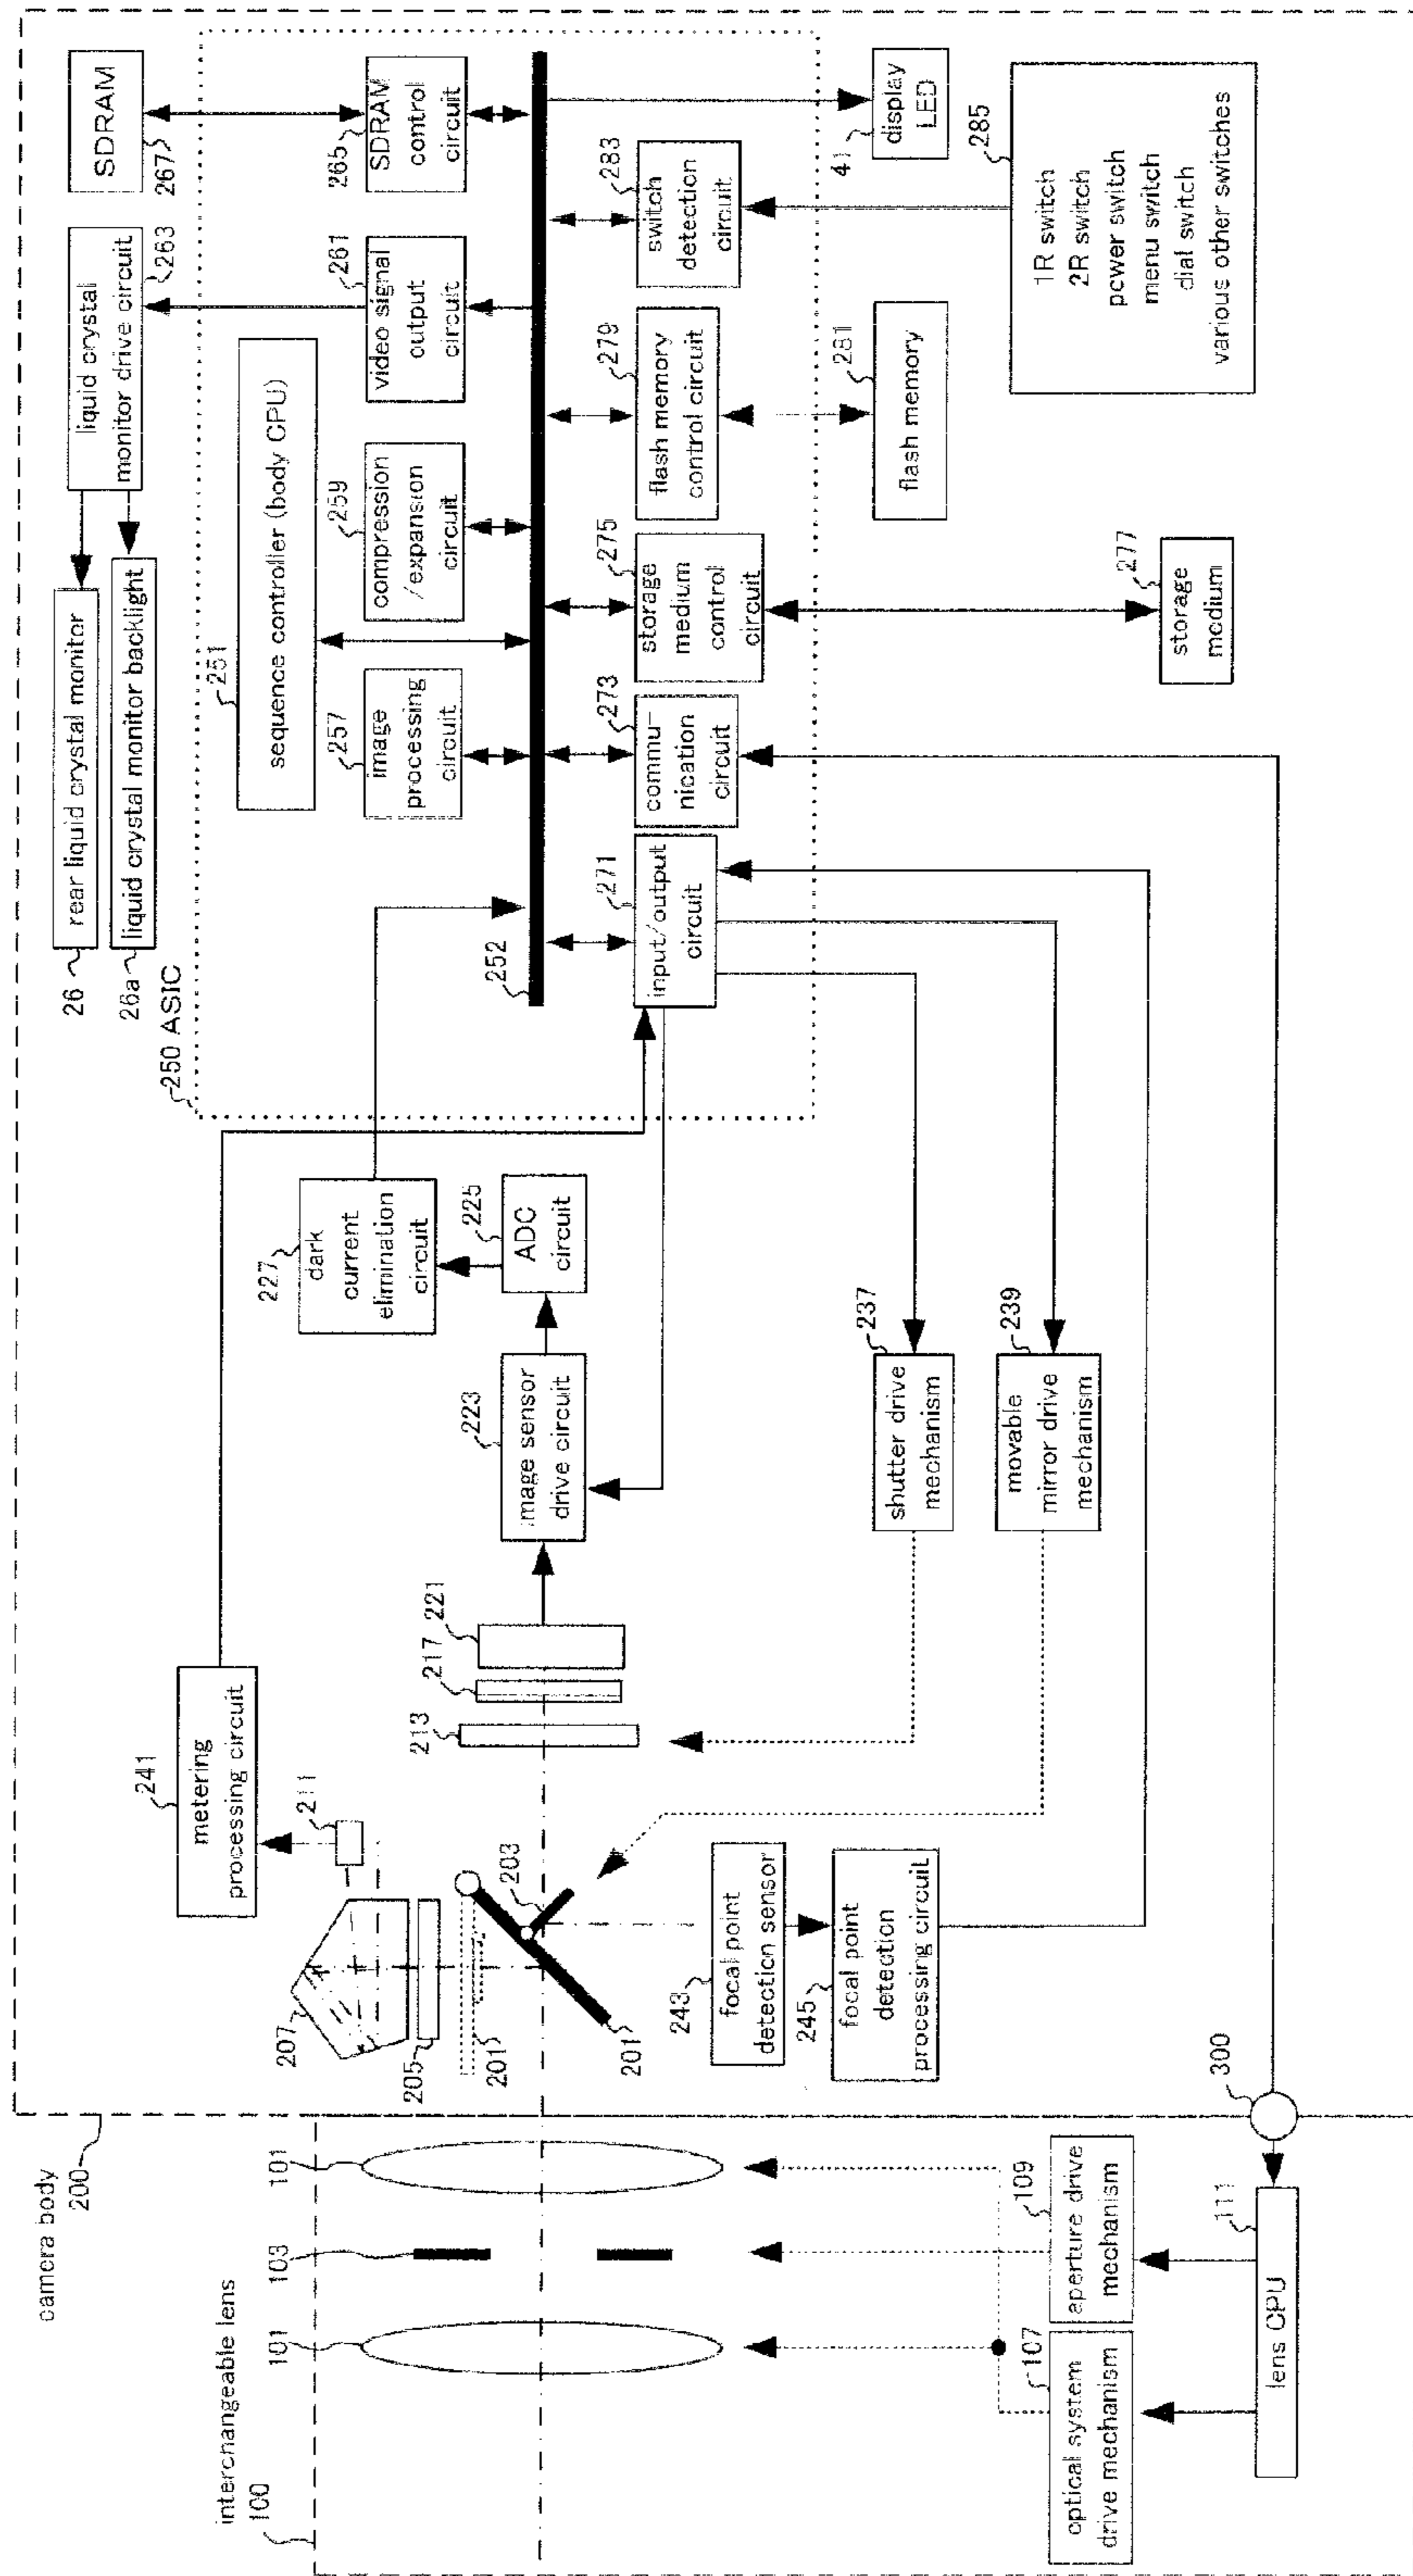 camera body
200
interchangeable lens
100
101
103
101
107
optical system
drive mechanism
109
aperture drive
mechanism
111
lens CPU
300
241
metering
processing circuit
211
207
205
201'
201
203
213
217
221
243
focal point
detection sensor
245
focal point
detection
processing circuit
223
image sensor
drive circuit
225
ADC
circuit
227
dark
current
elimination
circuit
237
shutter drive
mechanism
239
movable
mirror drive
mechanism
250 ASIC
26
rear liquid crystal monitor
26a
liquid crystal monitor backlight
liquid crystal
monitor drive circuit
263
SDRAM
267
251
sequence controller (body CPU)
252
257
image
processing
circuit
259
compression
/expansion
circuit
261
video signal
output
circuit
265
SDRAM
control
circuit
271
input/output
circuit
273
commu-
nication
circuit
275
storage
medium
control
circuit
277
storage
medium
279
flash memory
control circuit
281
flash memory
283
switch
detection
circuit
41
display
LED
285
1R switch
2R switch
power switch
menu switch
dial switch
various other switches